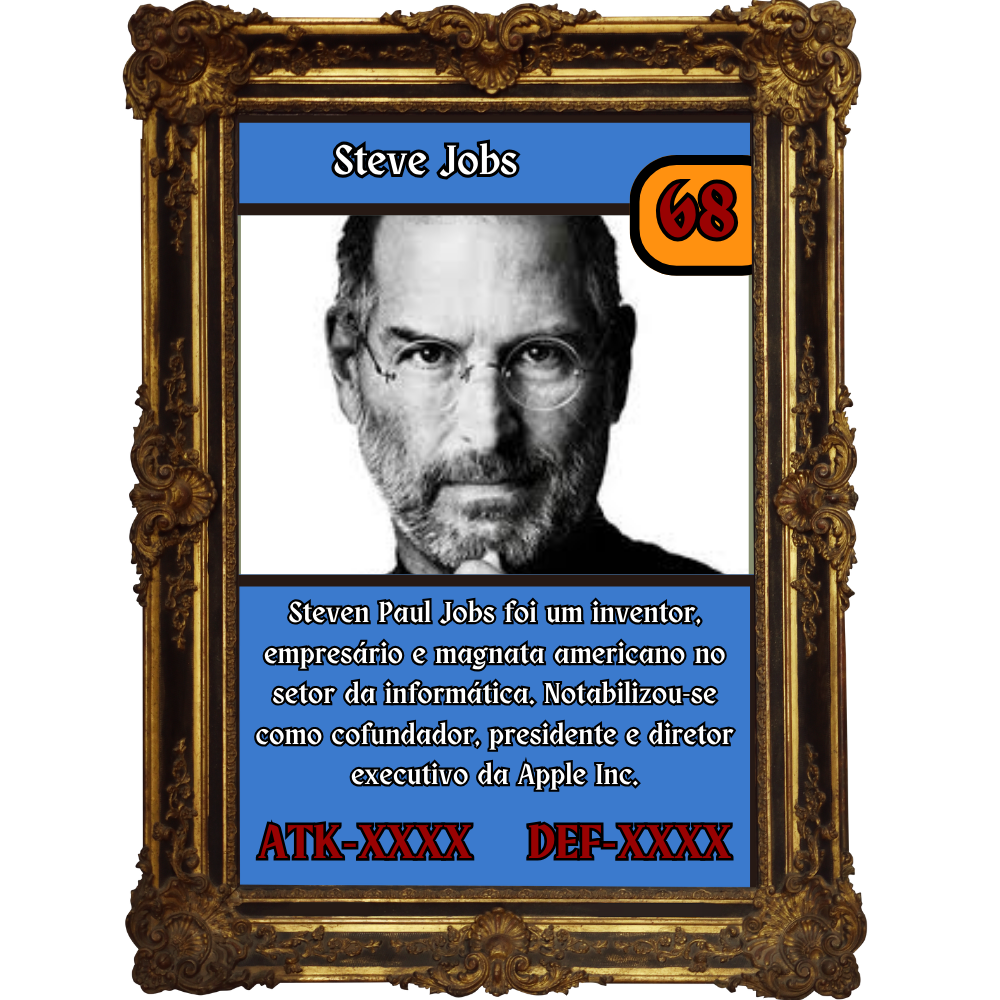 Steve Jobs
68
Steven Paul Jobs foi um inventor,
empresário e magnata americano no
setor da informática. Notabilizou-se
como cofundador, presidente e diretor
executivo da Apple Inc.
ATK-XXXX DEF-XXXX